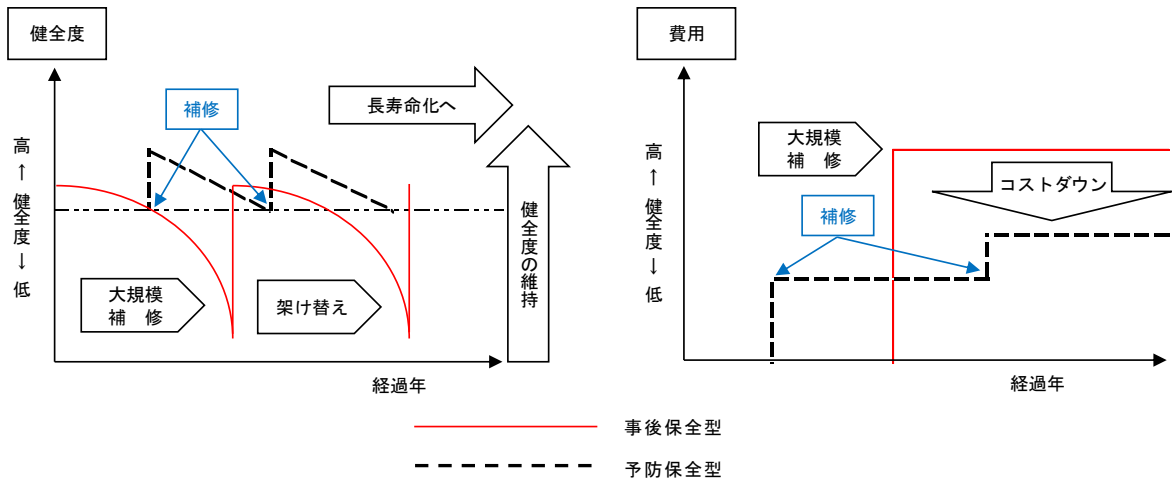 健全度
補修
長寿命化へ
高←健全度→低
大規模
補　修
架け替え
健全度の維持
経過年
費用
大規模
補　修
コストダウン
補修
高←健全度→低
経過年
事後保全型
予防保全型